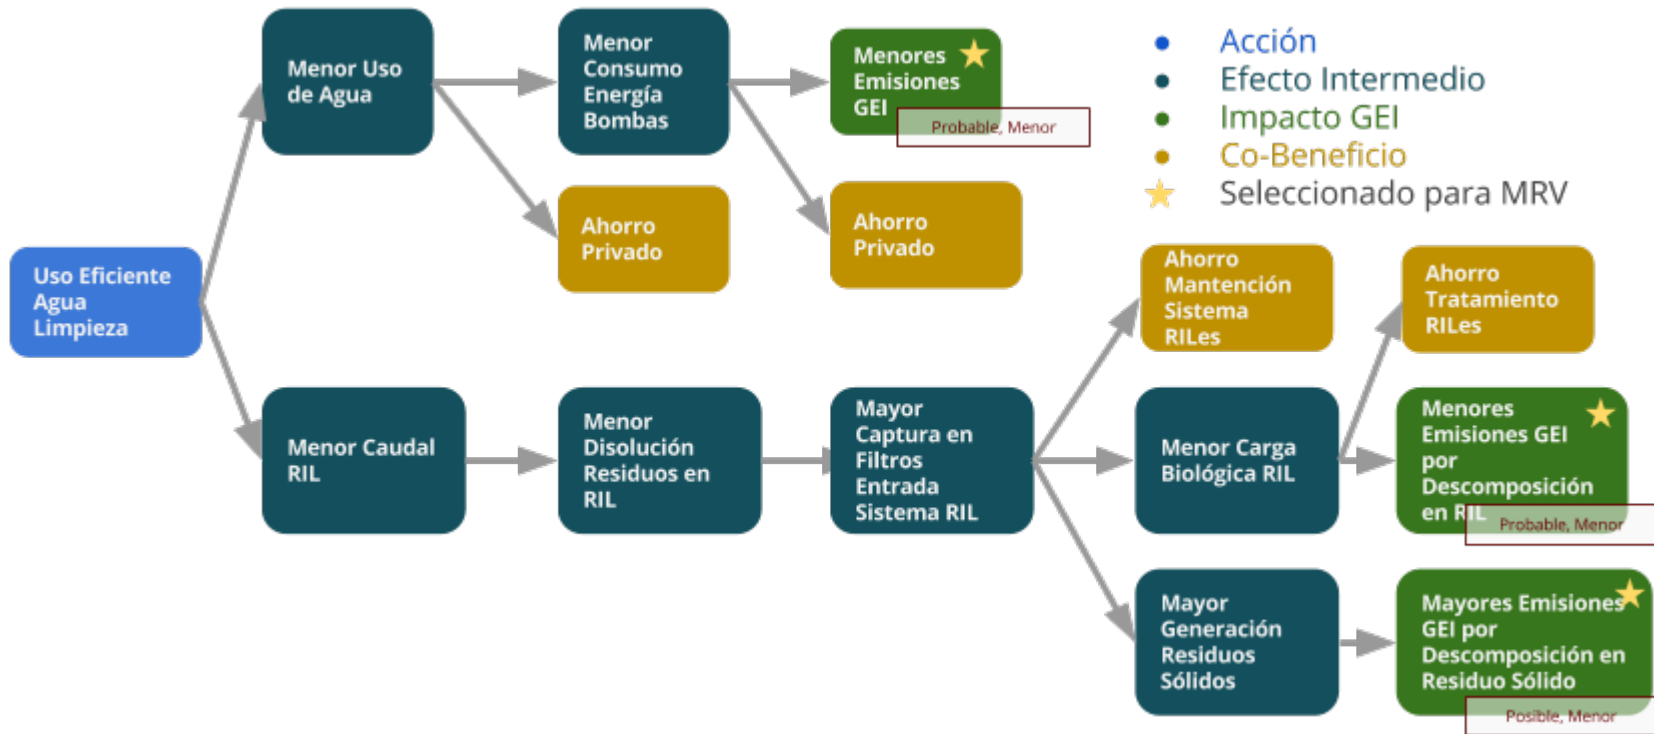 Menor Uso
de Agua
Menor
Consumo
Energía
Bombas
Menores
Emisiones
GEI
Probable, Menor
Acción
Efecto Intermedio
Impacto GEI
Co-Beneficio
Seleccionado para MRV
Ahorro
Privado
Ahorro
Privado
Uso Eficiente
Agua
Limpieza
Ahorro
Mantención
Sistema
RILes
Ahorro
Tratamiento
RILes
Menor Caudal
RIL
Menor
Disolución
Residuos en
RIL
Mayor
Captura en
Filtros
Entrada
Sistema RIL
Menor Carga
Biológica RIL
Menores
Emisiones GEI
por
Descomposición
en RIL
Probable, Menor
Mayor
Generación
Residuos
Sólidos
Mayores Emisiones
GEI por
Descomposición en
Residuo Sólido
Posible, Menor